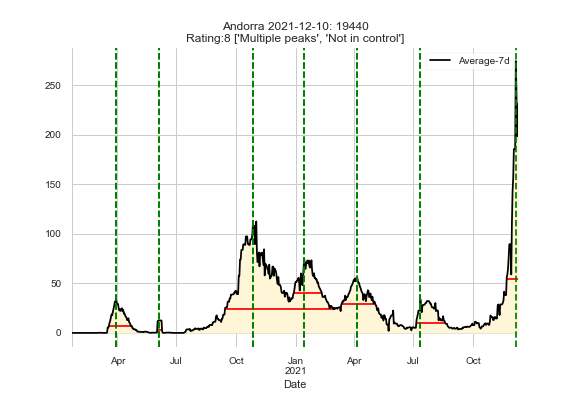 Andorra 2021-12-10: 19440
Rating:8 ['Multiple peaks', 'Not in control']
Average-7d
250
200
150
100
50
0
Apr
Jul
Oct
Jan
2021
Apr
Jul
Oct
Date